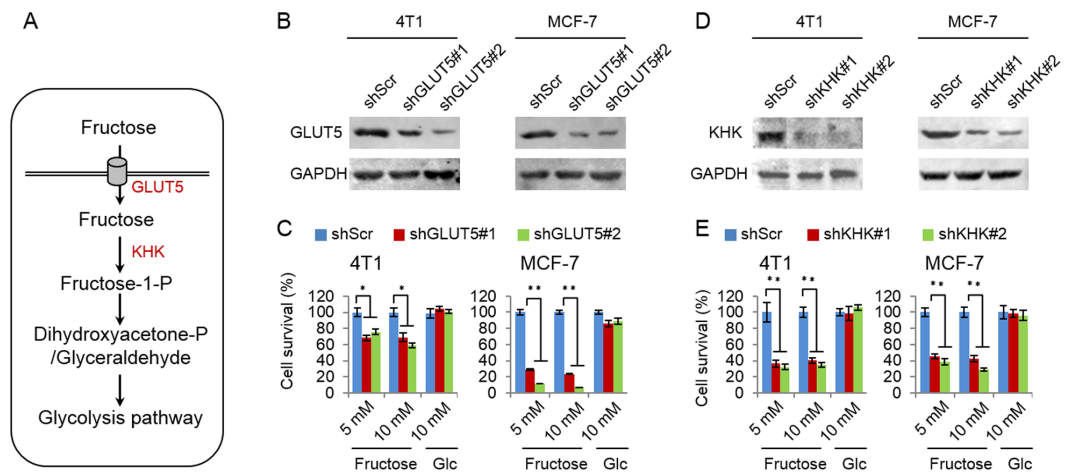 A
Fructose
GLUT5
Fructose
KHK
Fructose-1-P
Dihydroxyacetone-P
/Glyceraldehyde
Glycolysis pathway
B
4T1
MCF-7
shScr
shGLUT5#1
shGLUT5#2
shScr
shGLUT5#1
shGLUT5#2
GLUT5
GAPDH
C
shScr
shGLUT5#1
shGLUT5#2
4T1
MCF-7
Cell survival (%)
120
100
80
60
40
20
0
*
*
120
100
80
60
40
20
0
**
**
5 mM
10 mM
10 mM
5 mM
10 mM
10 mM
Fructose
Glc
Fructose
Glc
D
4T1
MCF-7
shScr
shKHK#1
shKHK#2
shScr
shKHK#1
shKHK#2
KHK
GAPDH
E
shScr
shKHK#1
shKHK#2
4T1
MCF-7
Cell survival (%)
120
100
80
60
40
20
0
**
**
120
100
80
60
40
20
0
**
**
5 mM
10 mM
10 mM
5 mM
10 mM
10 mM
Fructose
Glc
Fructose
Glc